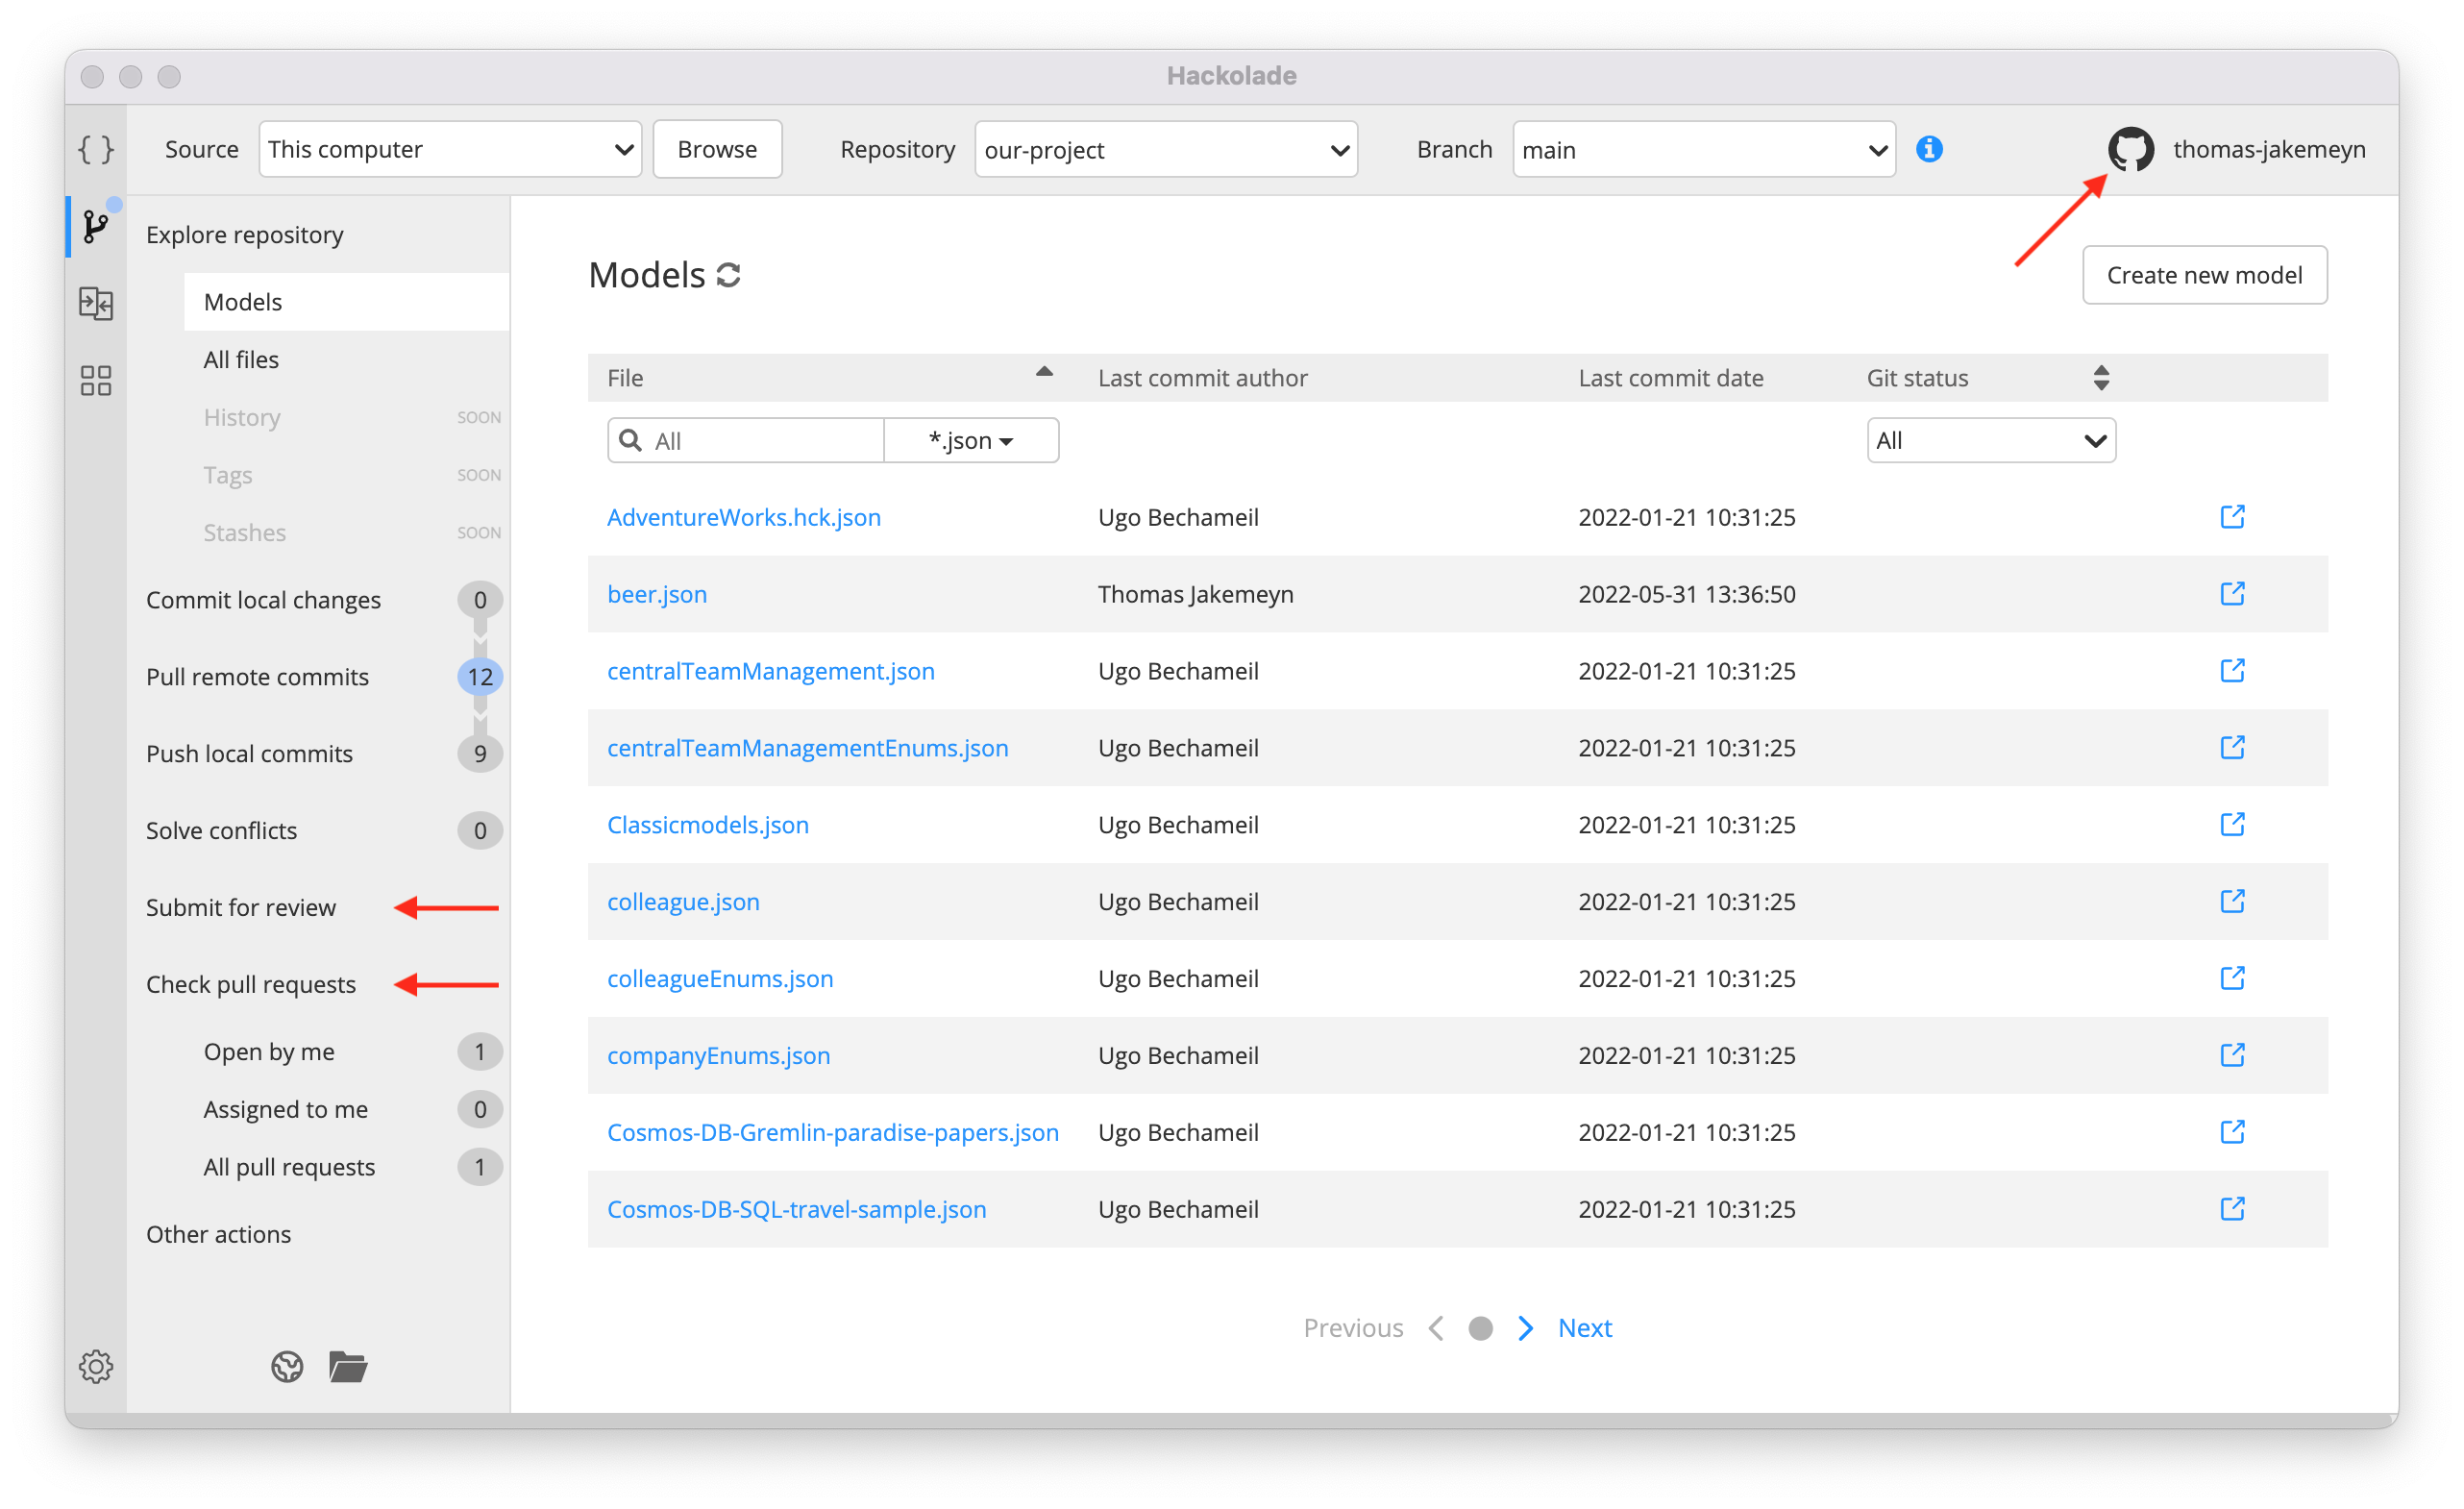 Hackolade
Source This computer Browse Repository our-project Branch main thomas-jakemeyn
Explore repository
Models
All files
History SOON
Tags SOON
Stashes SOON
Commit local changes 0
Pull remote commits 12
Push local commits 9
Solve conflicts 0
Submit for review
Check pull requests
Open by me 1
Assigned to me 0
All pull requests 1
Other actions
Models Create new model
File Last commit author Last commit date Git status
All *.json All
AdventureWorks.hck.json Ugo Bechameil 2022-01-21 10:31:25
beer.json Thomas Jakemeyn 2022-05-31 13:36:50
centralTeamManagement.json Ugo Bechameil 2022-01-21 10:31:25
centralTeamManagementEnums.json Ugo Bechameil 2022-01-21 10:31:25
Classicmodels.json Ugo Bechameil 2022-01-21 10:31:25
colleague.json Ugo Bechameil 2022-01-21 10:31:25
colleagueEnums.json Ugo Bechameil 2022-01-21 10:31:25
companyEnums.json Ugo Bechameil 2022-01-21 10:31:25
Cosmos-DB-Gremlin-paradise-papers.json Ugo Bechameil 2022-01-21 10:31:25
Cosmos-DB-SQL-travel-sample.json Ugo Bechameil 2022-01-21 10:31:25
Previous Next